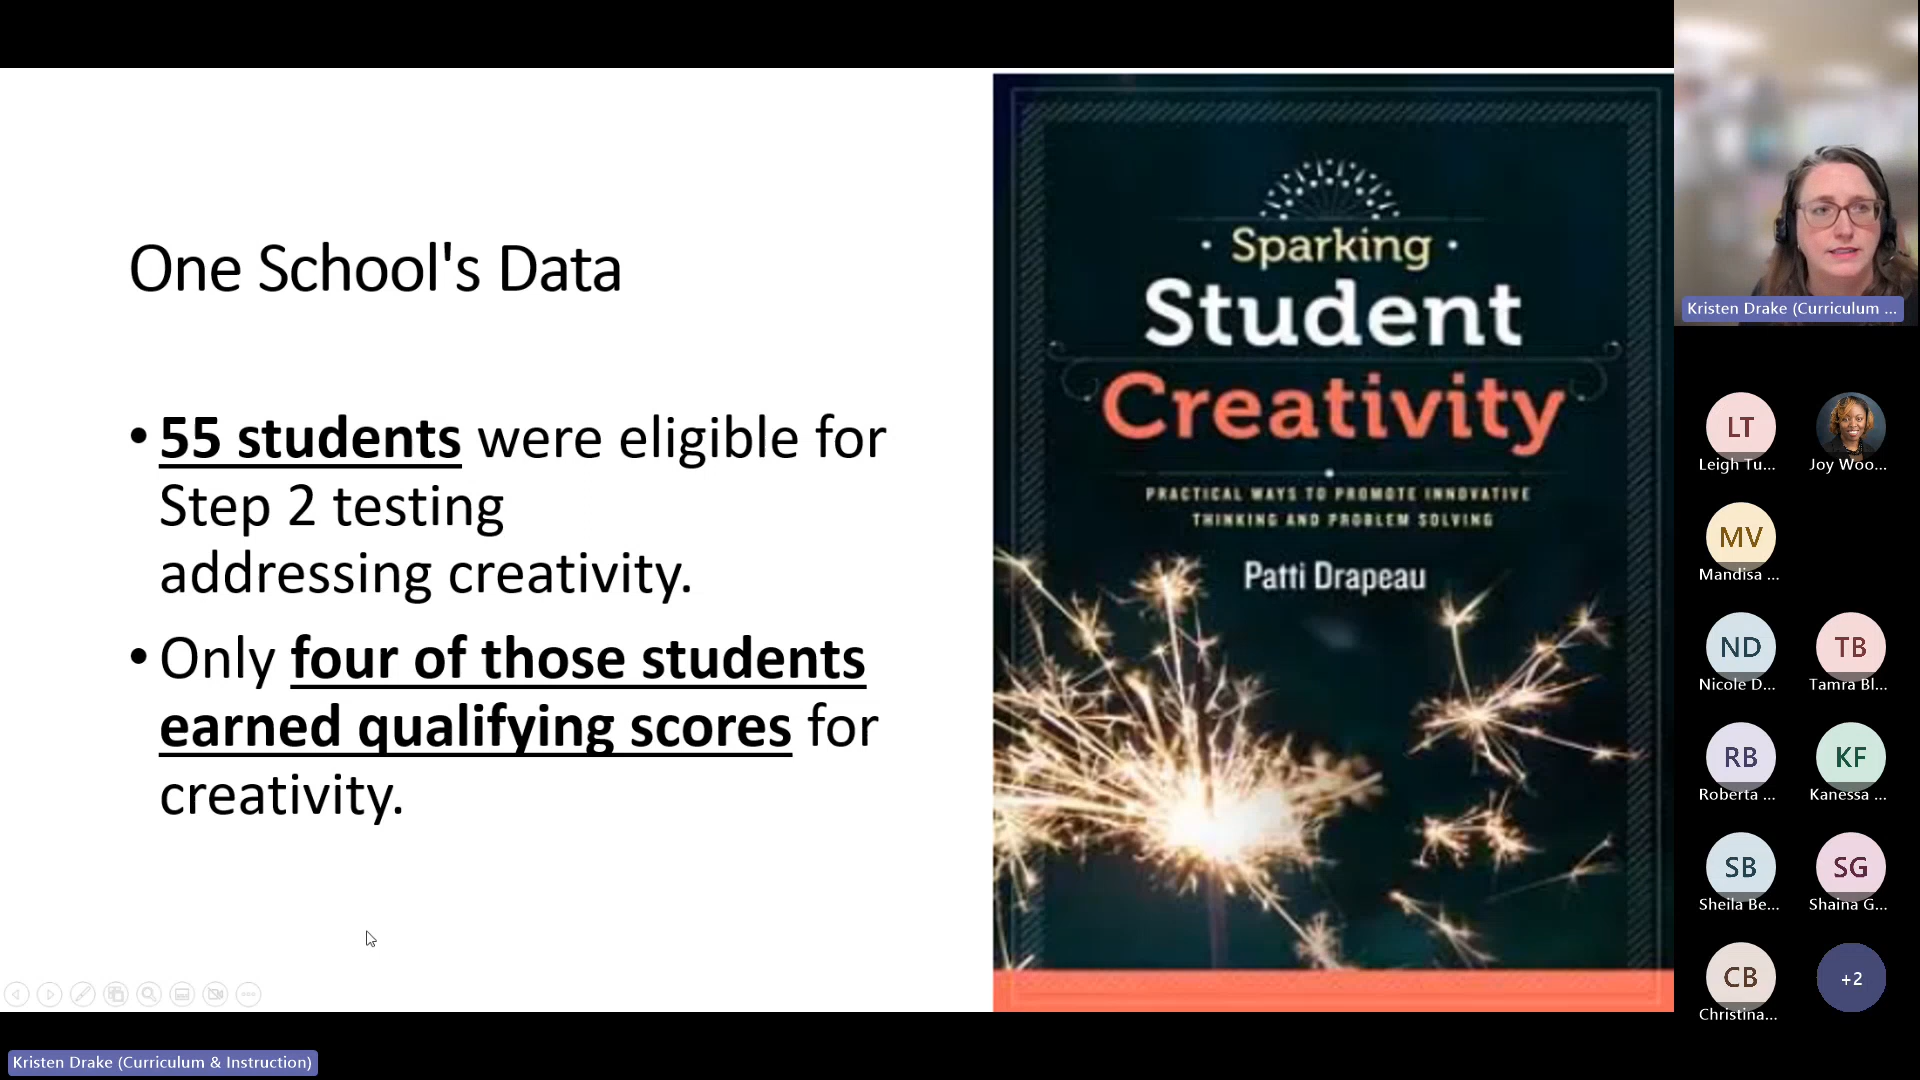 One School's Data
• 55 students were eligible for
Step 2 testing
addressing creativity.
• Only four of those students
earned qualifying scores for
creativity.
• Sparking •
Student
Creativity
PRACTICAL WAYS TO PROMOTE INNOVATIVE
THINKING AND PROBLEM SOLVING
Patti Drapeau
Kristen Drake (Curriculum ...
LT
Leigh Tu...
Joy Woo...
MV
Mandisa ...
ND
Nicole D...
TB
Tamra Bl...
RB
Roberta ...
KF
Kanessa ...
SB
Sheila Be...
SG
Shaina G...
CB
Christina...
+2
Kristen Drake (Curriculum & Instruction)